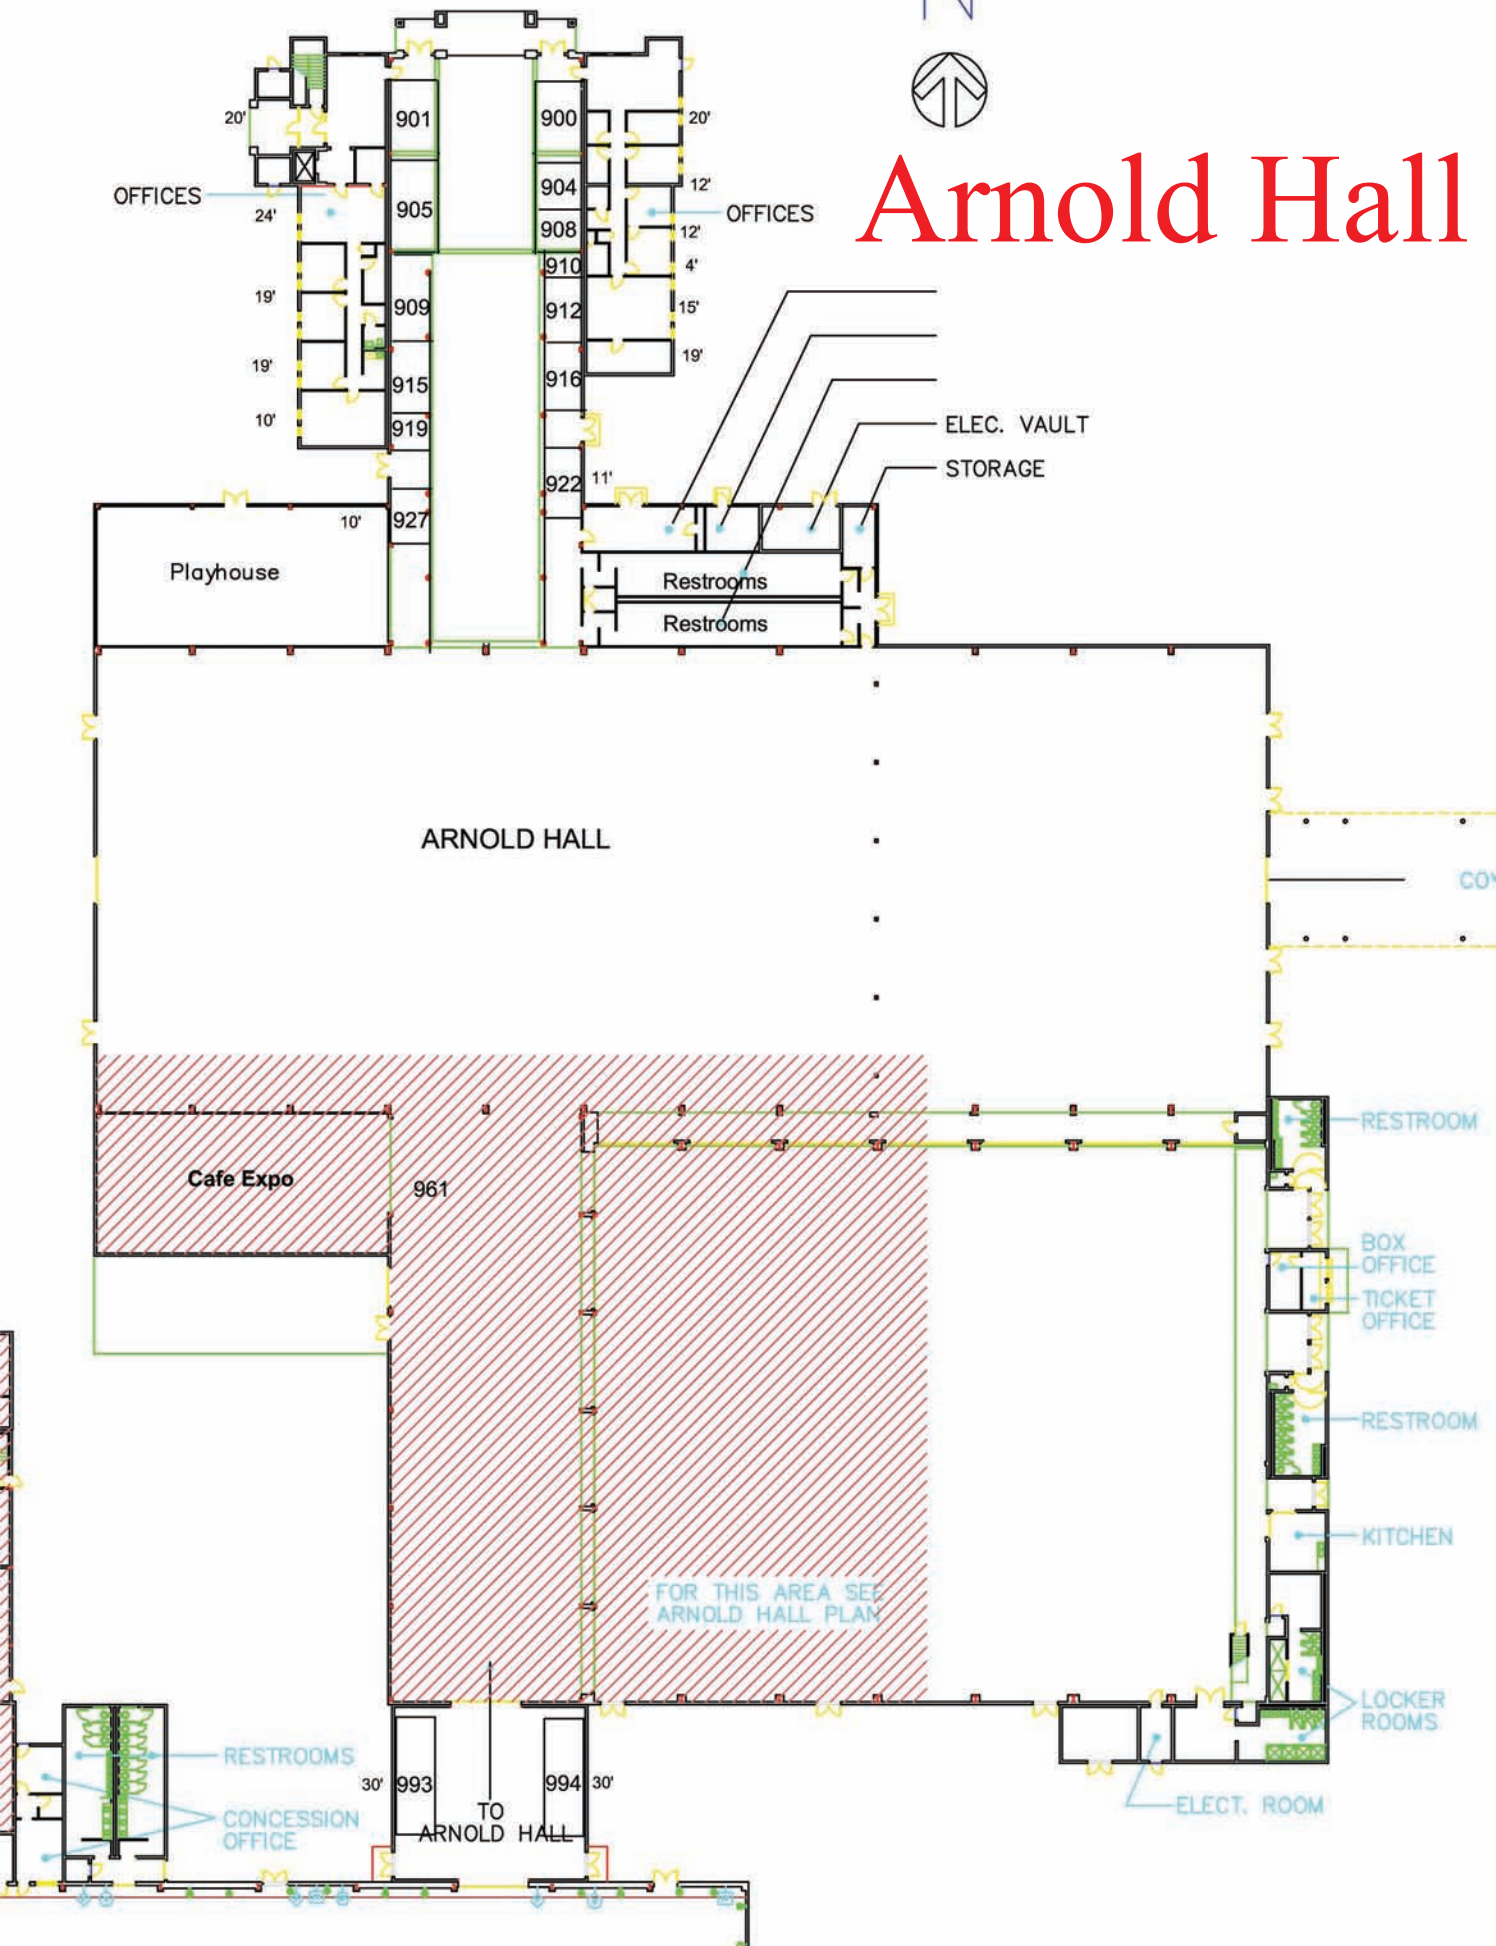 N
Arnold Hall
901
900
20'
20'
904
12'
OFFICES
905
OFFICES
24'
908
12'
910
4'
19'
909
912
15'
19'
915
916
19'
10'
919
ELEC. VAULT
STORAGE
922
11'
10'
927
Playhouse
Restrooms
Restrooms
ARNOLD HALL
RESTROOM
Cafe Expo
961
BOX
OFFICE
TICKET
OFFICE
RESTROOM
KITCHEN
FOR THIS AREA SEE
ARNOLD HALL PLAN
LOCKER
ROOMS
RESTROOMS
30'
993
994
30'
TO
ARNOLD HALL
ELECT. ROOM
CONCESSION
OFFICE